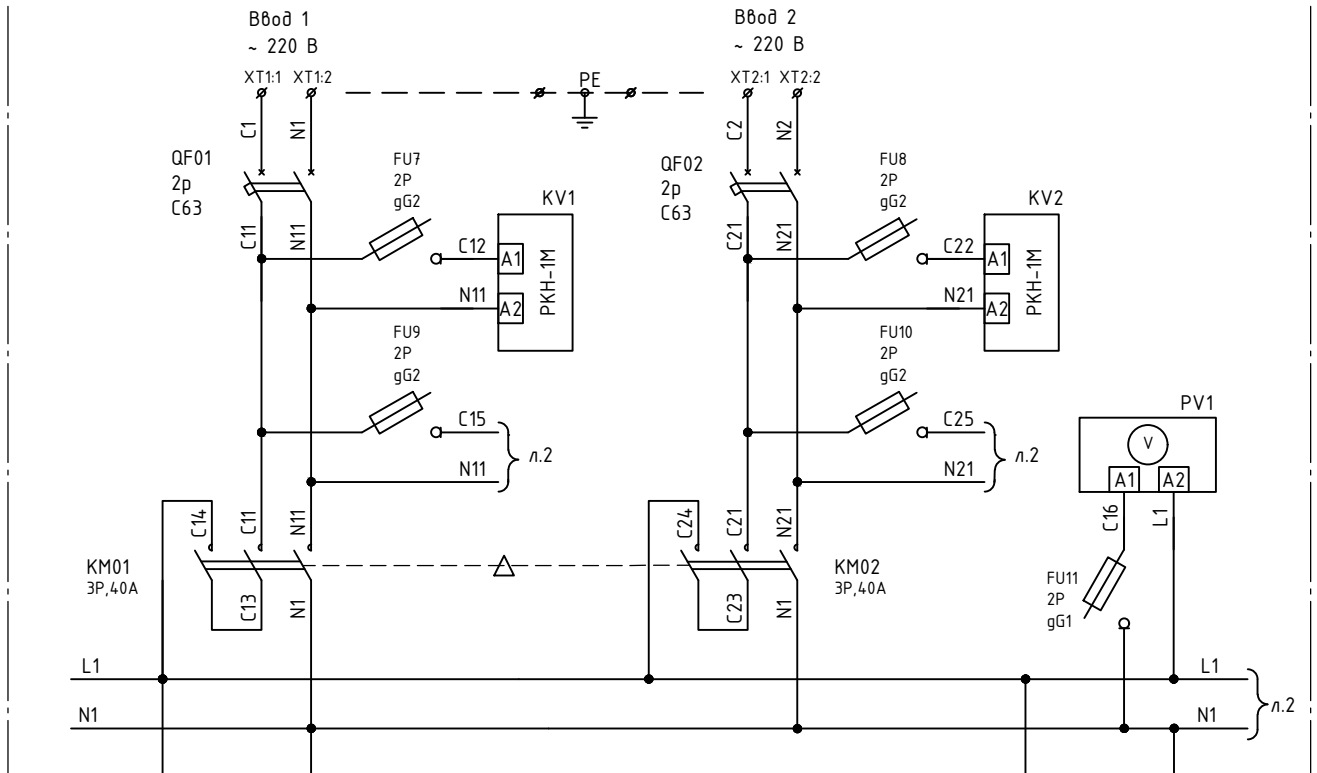 Ввод 1
~ 220 В
XT1:1 XT1:2
PE
Ввод 2
~ 220 В
XT2:1 XT2:2
C1
N1
C2
N2
QF01
2р
C63
FU7
2P
gG2
KV1
C11
N11
C12
A1
N11
A2
РКН-1М
QF02
2р
C63
FU8
2P
gG2
KV2
C21
N21
C22
A1
N21
A2
РКН-1М
FU9
2P
gG2
C15
N11
л.2
FU10
2P
gG2
C25
N21
л.2
PV1
V
A1 A2
C16
L1
C14
C11
N11
KM01
3P,40A
C13
N1
C24
C21
N21
KM02
3P,40A
C23
N1
FU11
2P
gG1
L1
L1
N1
N1
л.2